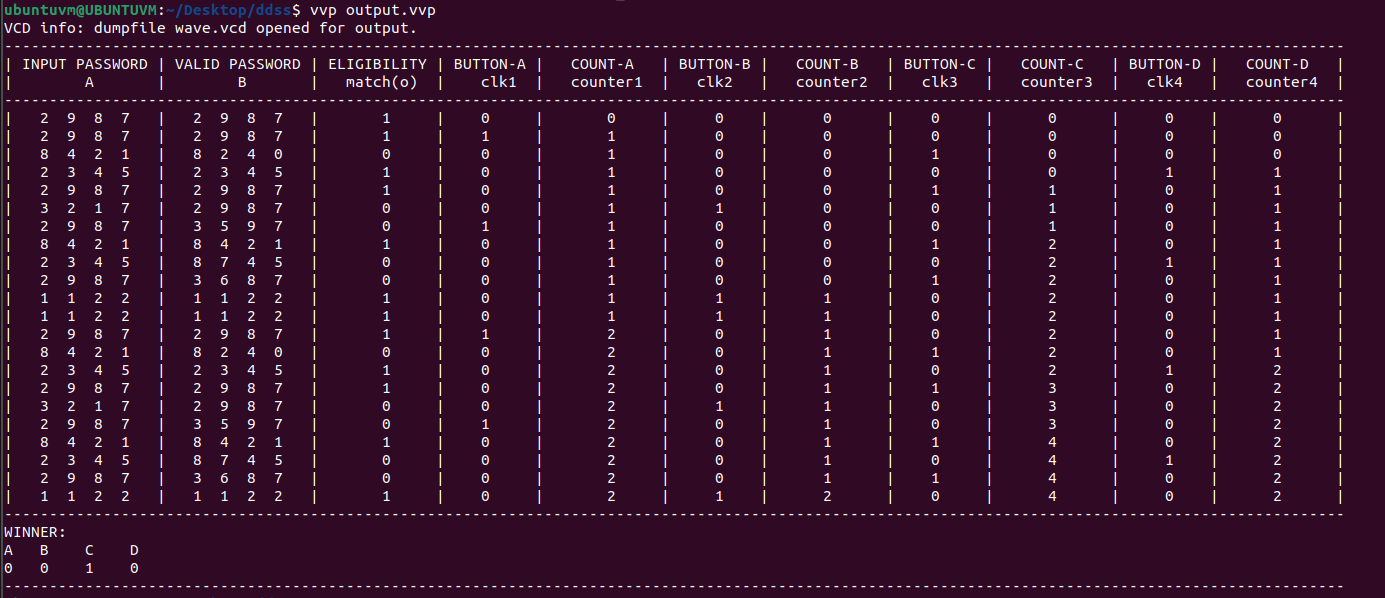 ubuntuvm@UBUNTUVM:~/Desktop/ddss$ vvp output.vvp
VCD info: dumpfile wave.vcd opened for output.
-----------------------------------------------------------------------------------------------------------------------------------------------------
| INPUT PASSWORD | VALID PASSWORD | ELIGIBILITY | BUTTON-A | COUNT-A | BUTTON-B | COUNT-B | BUTTON-C | COUNT-C | BUTTON-D | COUNT-D |
| A | B | match(o) | clk1 | counter1 | clk2 | counter2 | clk3 | counter3 | clk4 | counter4 |
-----------------------------------------------------------------------------------------------------------------------------------------------------
| 2 9 8 7 | 2 9 8 7 | 1 | 0 | 0 | 0 | 0 | 0 | 0 | 0 | 0 |
| 2 9 8 7 | 2 9 8 7 | 1 | 1 | 1 | 0 | 0 | 0 | 0 | 0 | 0 |
| 8 4 2 1 | 8 2 4 0 | 0 | 0 | 1 | 0 | 0 | 1 | 0 | 0 | 0 |
| 2 3 4 5 | 2 3 4 5 | 1 | 0 | 1 | 0 | 0 | 0 | 0 | 1 | 1 |
| 2 9 8 7 | 2 9 8 7 | 1 | 0 | 1 | 0 | 0 | 1 | 1 | 0 | 1 |
| 3 2 1 7 | 2 9 8 7 | 0 | 0 | 1 | 1 | 0 | 0 | 1 | 0 | 1 |
| 2 9 8 7 | 3 5 9 7 | 0 | 1 | 1 | 0 | 0 | 0 | 1 | 0 | 1 |
| 8 4 2 1 | 8 4 2 1 | 1 | 0 | 1 | 0 | 0 | 1 | 2 | 0 | 1 |
| 2 3 4 5 | 8 7 4 5 | 0 | 0 | 1 | 0 | 0 | 0 | 2 | 1 | 1 |
| 2 9 8 7 | 3 6 8 7 | 0 | 0 | 1 | 0 | 0 | 1 | 2 | 0 | 1 |
| 1 1 2 2 | 1 1 2 2 | 1 | 0 | 1 | 1 | 1 | 0 | 2 | 0 | 1 |
| 1 1 2 2 | 1 1 2 2 | 1 | 0 | 1 | 1 | 1 | 0 | 2 | 0 | 1 |
| 2 9 8 7 | 2 9 8 7 | 1 | 1 | 2 | 0 | 1 | 0 | 2 | 0 | 1 |
| 8 4 2 1 | 8 2 4 0 | 0 | 0 | 2 | 0 | 1 | 1 | 2 | 0 | 1 |
| 2 3 4 5 | 2 3 4 5 | 1 | 0 | 2 | 0 | 1 | 0 | 2 | 1 | 2 |
| 2 9 8 7 | 2 9 8 7 | 1 | 0 | 2 | 0 | 1 | 1 | 3 | 0 | 2 |
| 3 2 1 7 | 2 9 8 7 | 0 | 0 | 2 | 1 | 1 | 0 | 3 | 0 | 2 |
| 2 9 8 7 | 3 5 9 7 | 0 | 1 | 2 | 0 | 1 | 0 | 3 | 0 | 2 |
| 8 4 2 1 | 8 4 2 1 | 1 | 0 | 2 | 0 | 1 | 1 | 4 | 0 | 2 |
| 2 3 4 5 | 8 7 4 5 | 0 | 0 | 2 | 0 | 1 | 0 | 4 | 1 | 2 |
| 2 9 8 7 | 3 6 8 7 | 0 | 0 | 2 | 0 | 1 | 1 | 4 | 0 | 2 |
| 1 1 2 2 | 1 1 2 2 | 1 | 0 | 2 | 1 | 2 | 0 | 4 | 0 | 2 |
-----------------------------------------------------------------------------------------------------------------------------------------------------
WINNER:
A B C D
0 0 1 0
-----------------------------------------------------------------------------------------------------------------------------------------------------